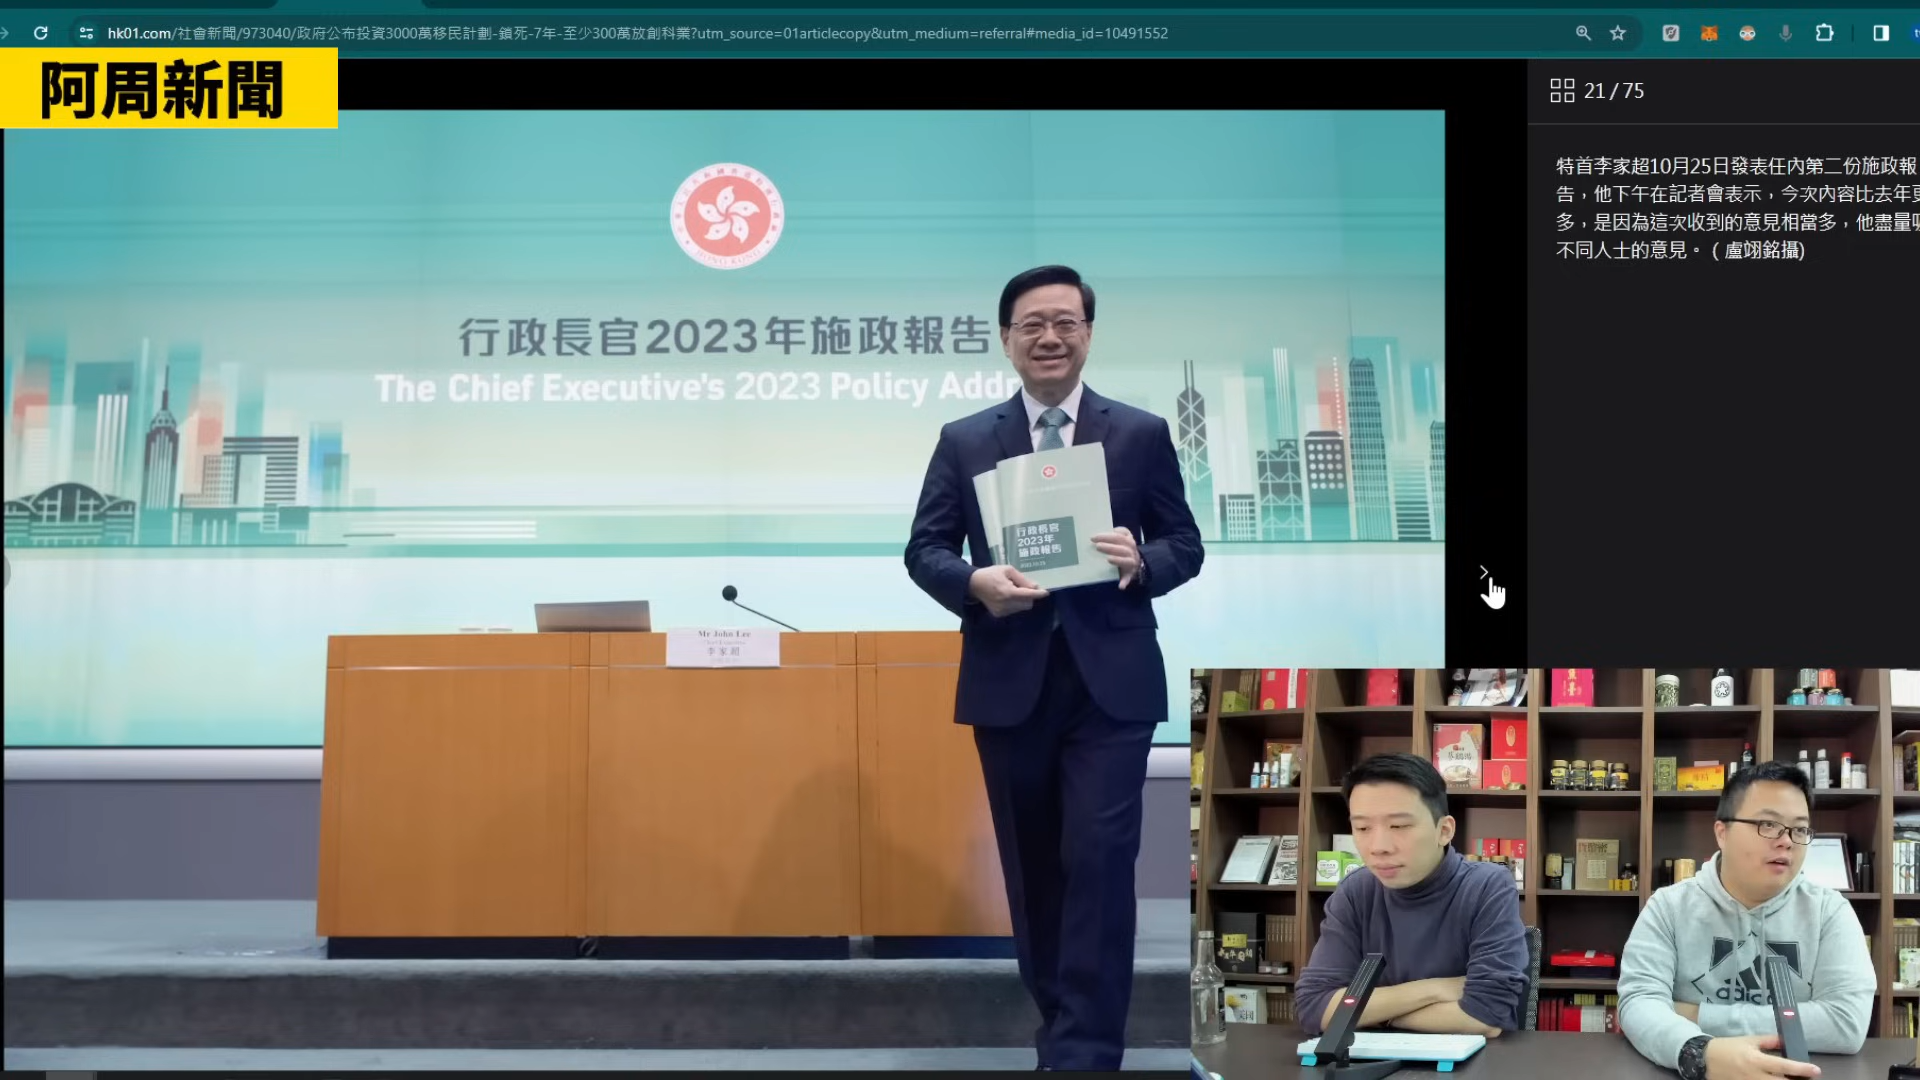 hk01.com/社會新聞/973040/政府公布投資3000萬移民計劃-鎖死-7年-至少300萬放創科業?utm_source=01articlecopy&utm_medium=referral#media_id=10491552
阿周新聞
21 / 75
特首李家超10月25日發表任內第二份施政報
告，他下午在記者會表示，今次內容比去年更
多，是因為這次收到的意見相當多，他盡量吸
不同人士的意見。（盧翊銘攝)
HONG KONG
行政長官2023年施政報告
The Chief Executive's 2023 Policy Addr
行政長官
2023年
施政報告
Mr John Lee
李家超
adidas